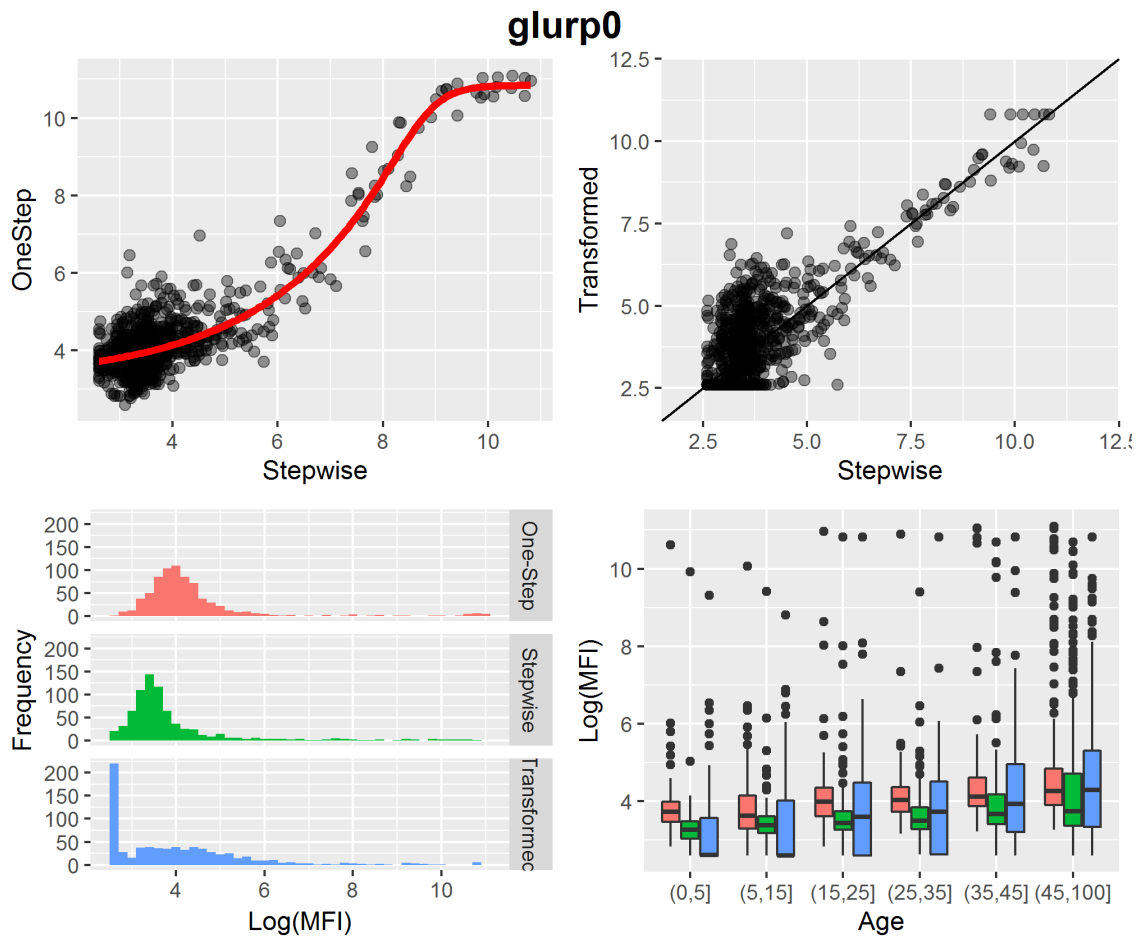 glurp0
OneStep
10
8
6
4
4 6 8 10
Stepwise
Transformed
12.5
10.0
7.5
5.0
2.5
2.5 5.0 7.5 10.0 12.5
Stepwise
Frequency
200
150
100
50
0
One-Step
200
150
100
50
0
Stepwise
200
150
100
50
0
Transformed
4 6 8 10
Log(MFI)
Log(MFI)
10
8
6
4
(0,5] (5,15] (15,25] (25,35] (35,45] (45,100]
Age